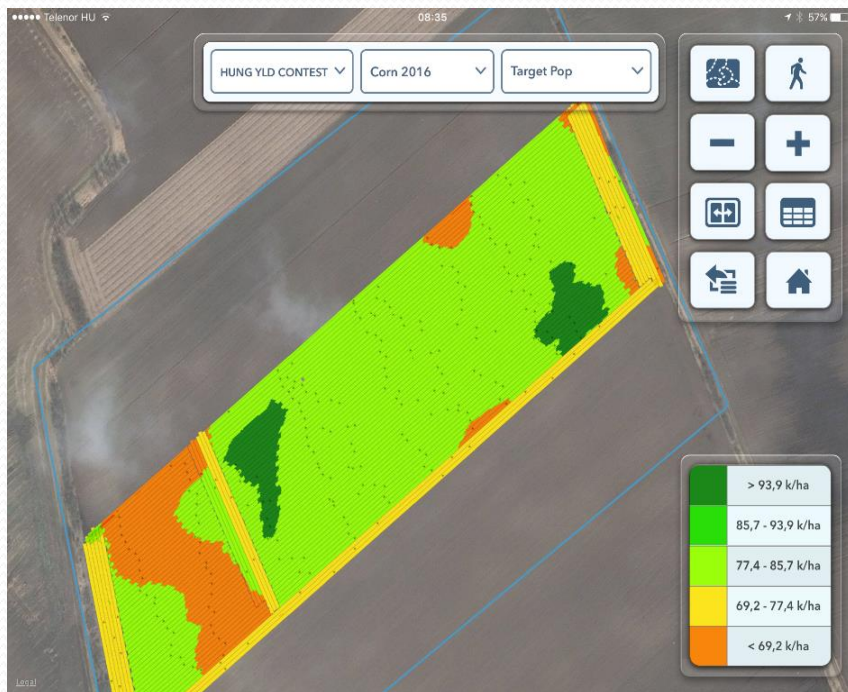 Telenor HU
08:35
57%
HUNG YLD CONTEST
Corn 2016
Target Pop
> 93,9 k/ha
85,7 - 93,9 k/ha
77,4 - 85,7 k/ha
69,2 - 77,4 k/ha
< 69,2 k/ha
Legal